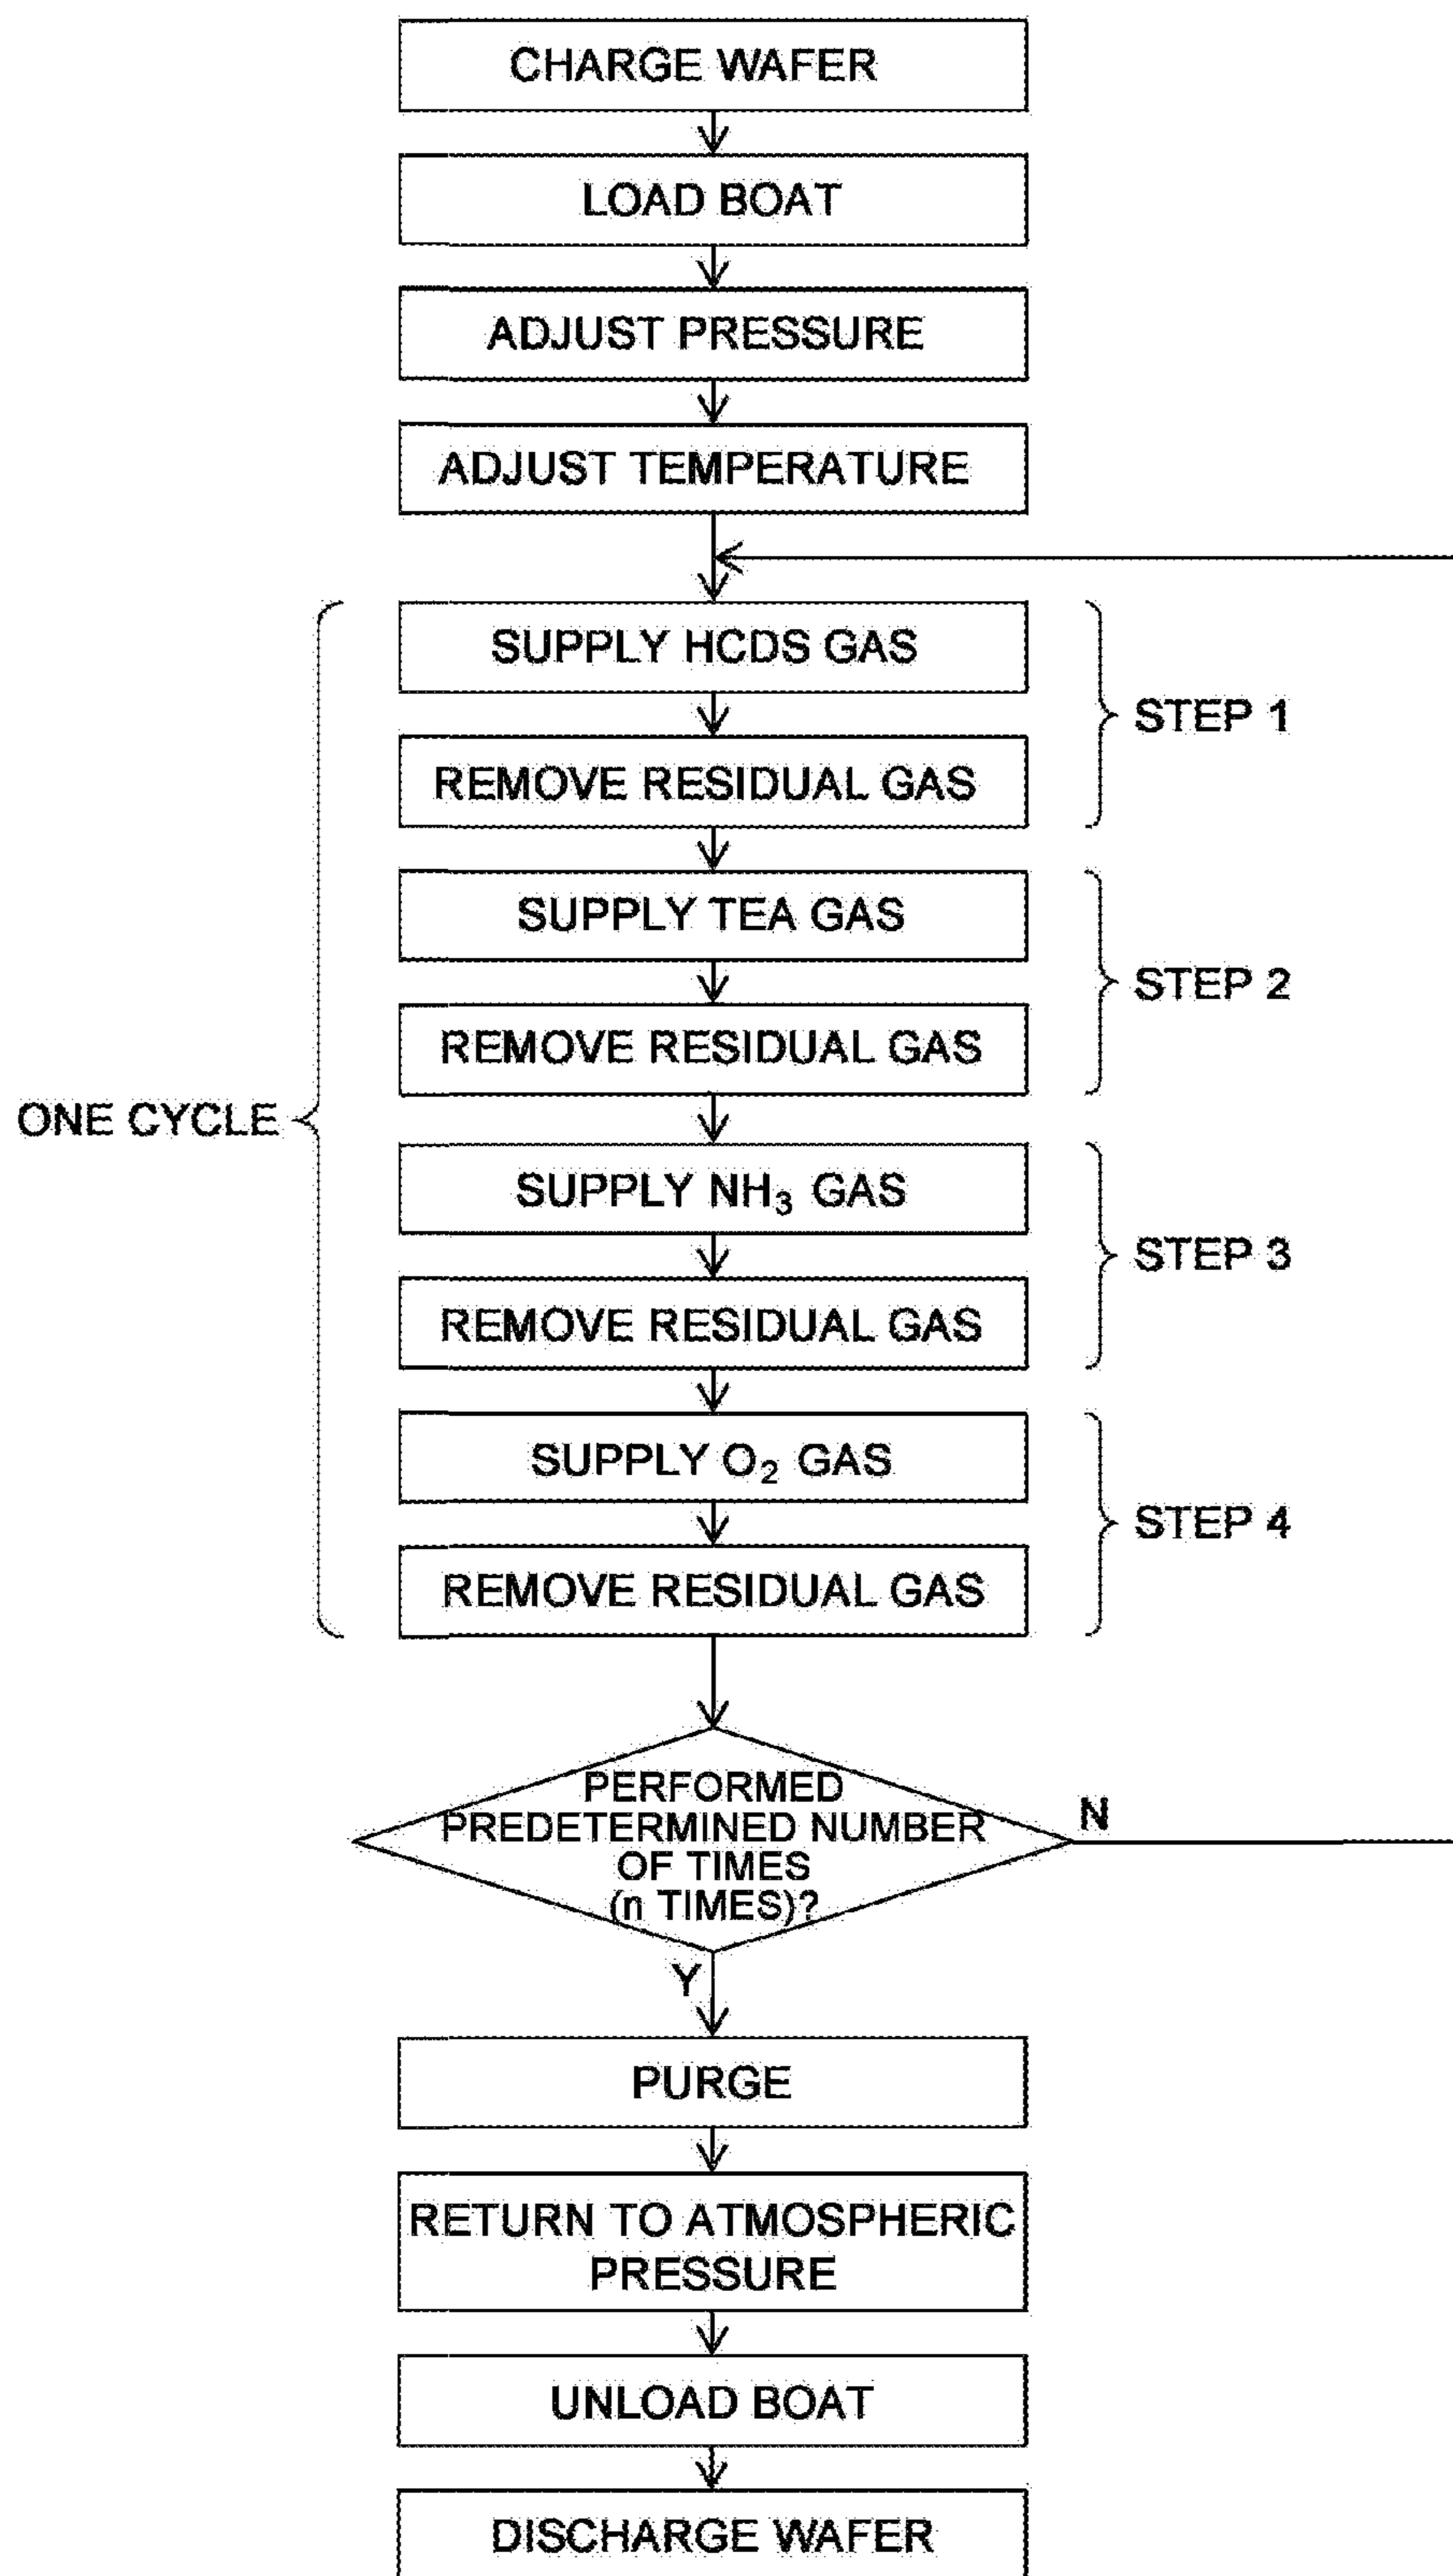 CHARGE WAFER
LOAD BOAT
ADJUST PRESSURE
ADJUST TEMPERATURE
SUPPLY HCDS GAS
STEP 1
REMOVE RESIDUAL GAS
SUPPLY TEA GAS
STEP 2
REMOVE RESIDUAL GAS
ONE CYCLE
SUPPLY NH₃ GAS
STEP 3
REMOVE RESIDUAL GAS
SUPPLY O₂ GAS
STEP 4
REMOVE RESIDUAL GAS
PERFORMED
PREDETERMINED NUMBER
OF TIMES
(n TIMES)?
N
Y
PURGE
RETURN TO ATMOSPHERIC
PRESSURE
UNLOAD BOAT
DISCHARGE WAFER